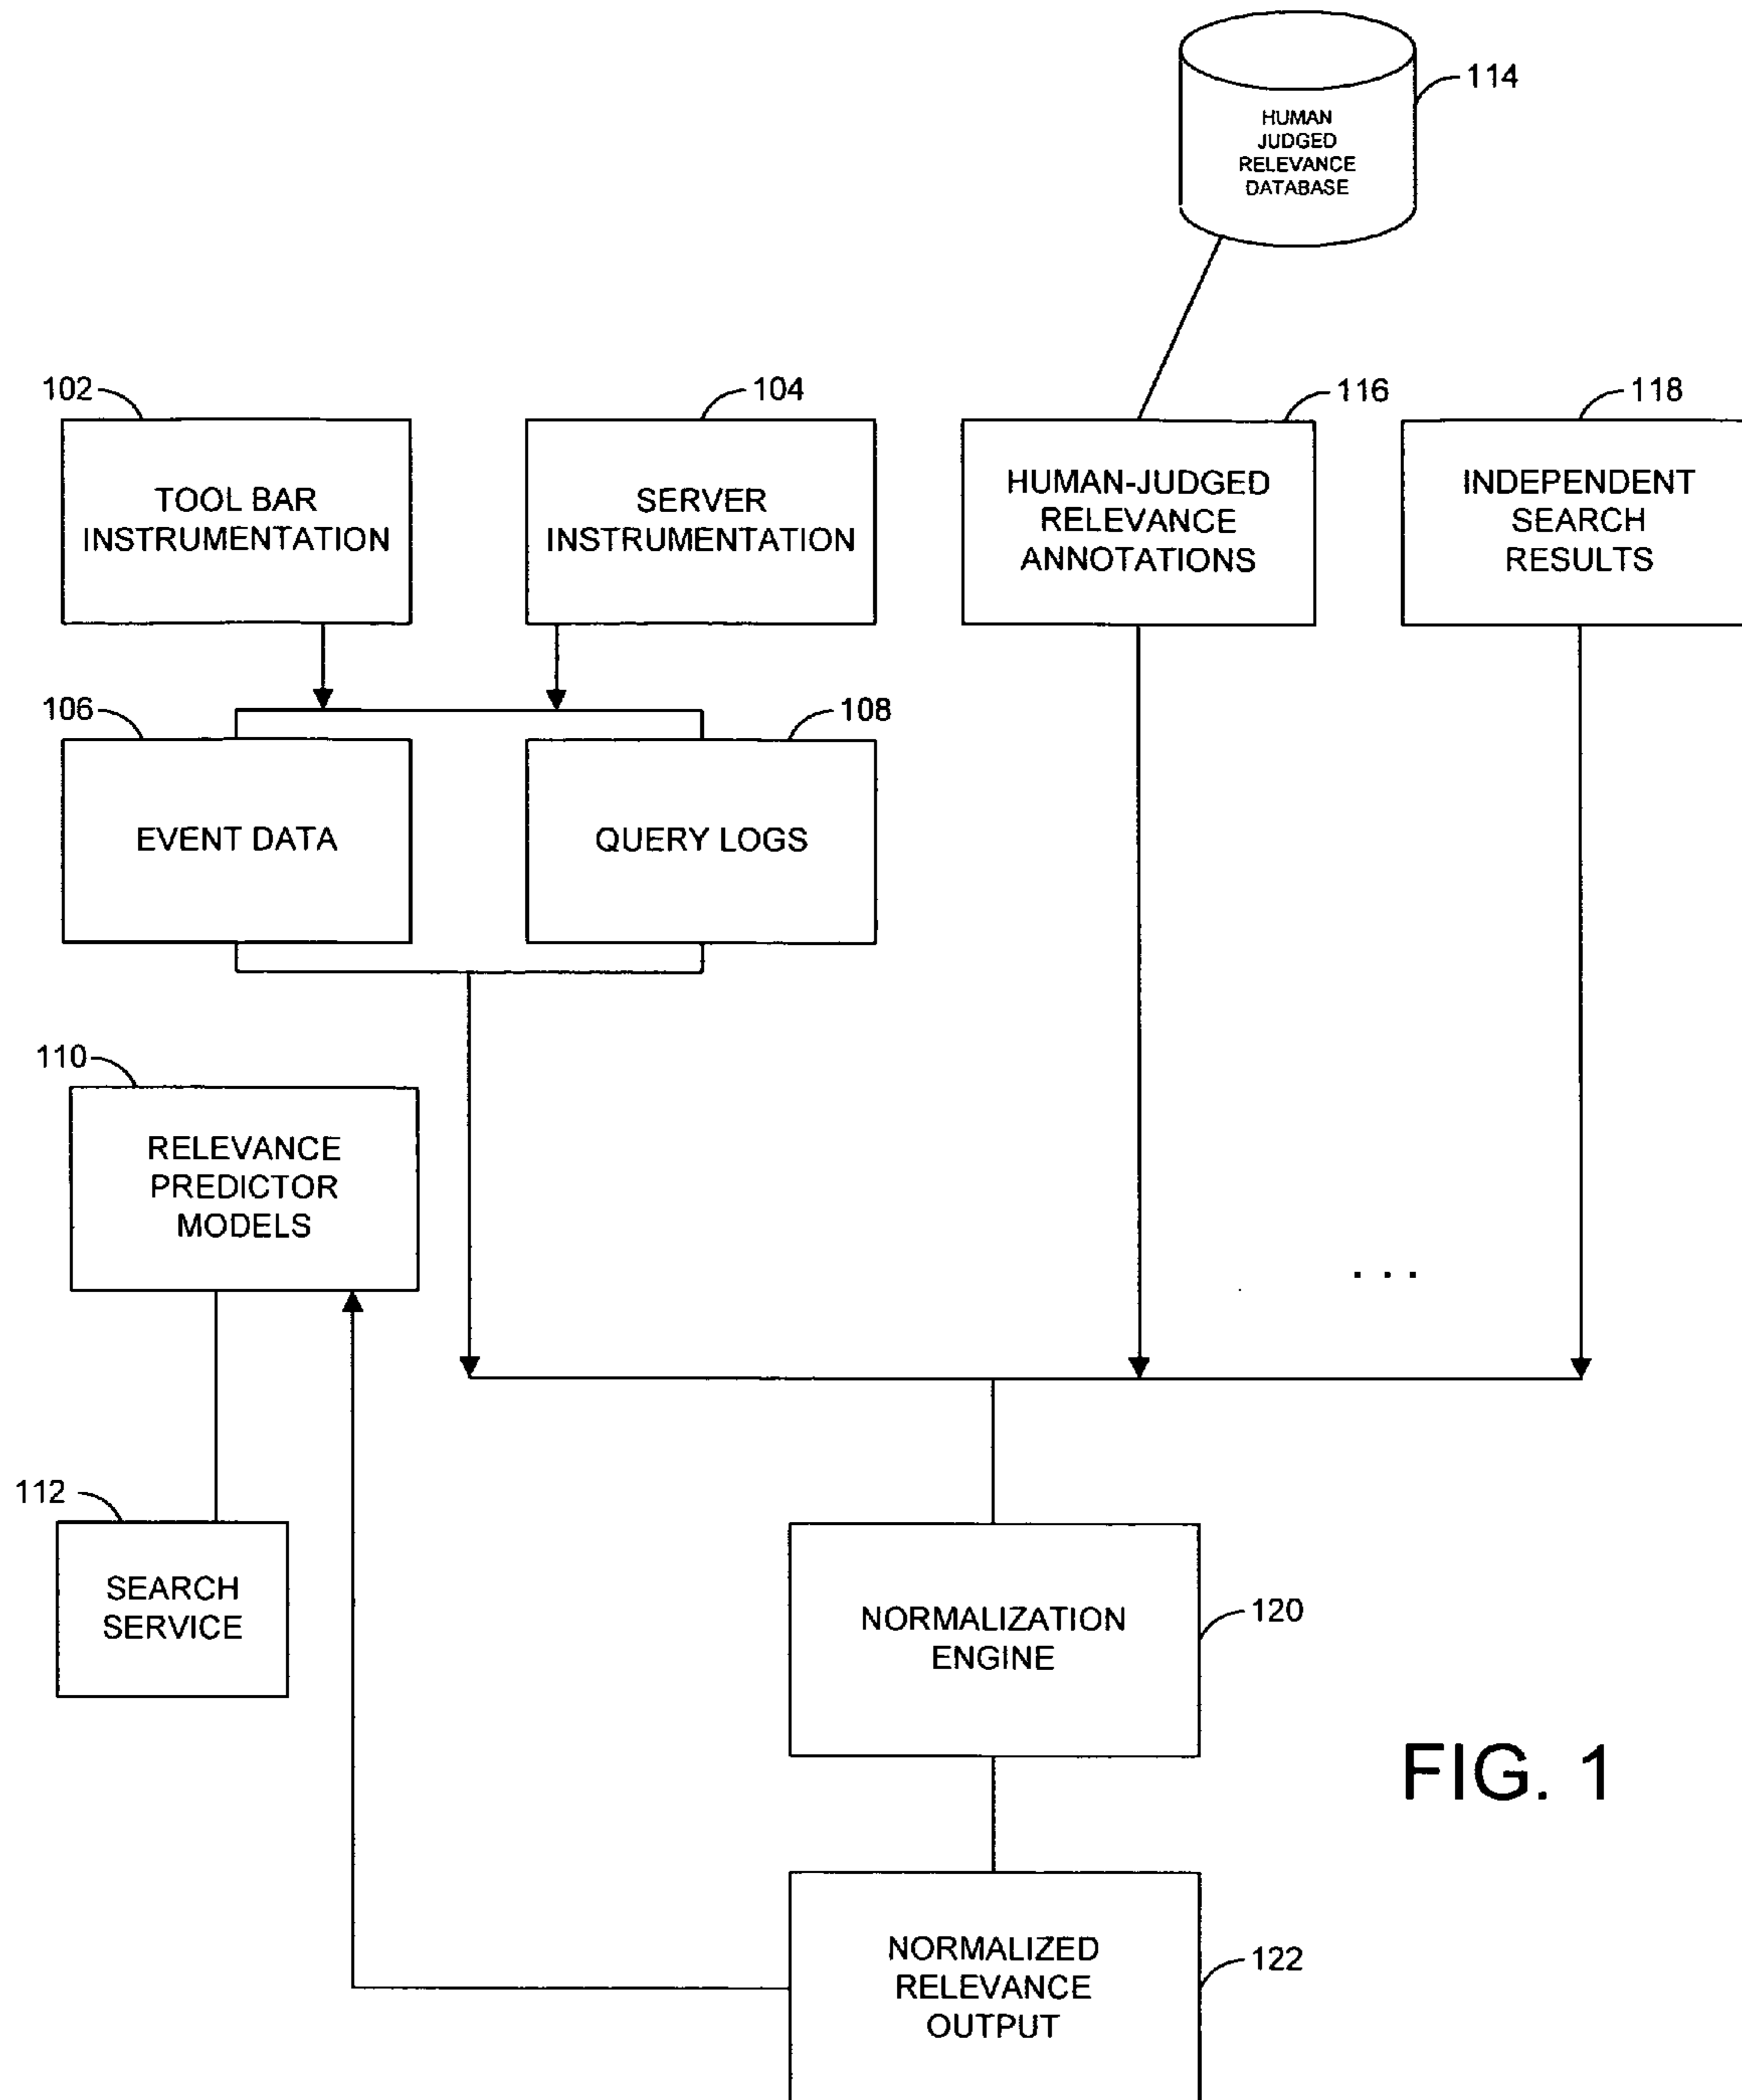 114
HUMAN
JUDGED
RELEVANCE
DATABASE
102
104
116
118
TOOL BAR
INSTRUMENTATION
SERVER
INSTRUMENTATION
HUMAN-JUDGED
RELEVANCE
ANNOTATIONS
INDEPENDENT
SEARCH
RESULTS
106
108
EVENT DATA
QUERY LOGS
110
RELEVANCE
PREDICTOR
MODELS
. . .
112
SEARCH
SERVICE
NORMALIZATION
ENGINE
120
FIG. 1
NORMALIZED
RELEVANCE
OUTPUT
122